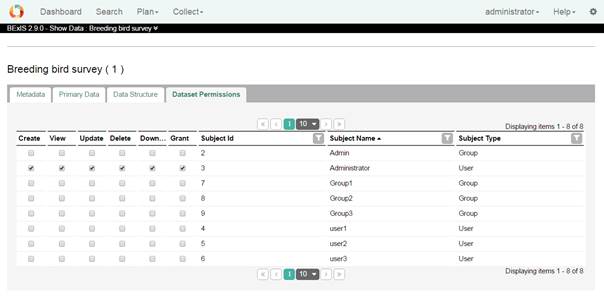 Dashboard Search Plan Collect administrator Help
BExIS 2.9.0 - Show Data : Breeding bird survey
Breeding bird survey ( 1 )
Metadata Primary Data Data Structure Dataset Permissions
1 10 Displaying items 1 - 8 of 8
Create View Update Delete Down... Grant Subject Id Subject Name Subject Type
2 Admin Group
3 Administrator User
7 Group1 Group
8 Group2 Group
9 Group3 Group
4 user1 User
5 user2 User
6 user3 User
1 10 Displaying items 1 - 8 of 8